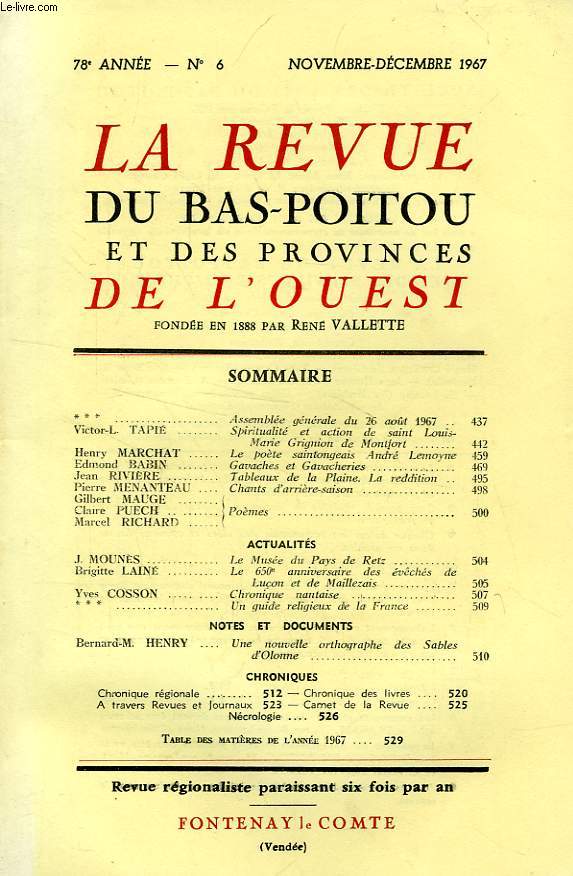 Le-livre.com
78e ANNÉE — N° 6 NOVEMBRE-DÉCEMBRE 1967
LA REVUE
DU BAS-POITOU
ET DES PROVINCES
DE L'OUEST
FONDÉE EN 1888 PAR RENÉ VALLETTE
SOMMAIRE
* * * .................... Assemblée générale du 26 août 1967 .. 437
Victor-L. TAPIÉ ........ Spiritualité et action de saint Louis-
Marie Grignion de Montfort ........ 442
Henry MARCHAT ...... Le poète saintongeais André Lemoyne 459
Edmond BABIN ........ Gavaches et Gavacheries .............. 469
Jean RIVIÈRE .......... Tableaux de la Plaine. La reddition .. 495
Pierre MENANTEAU .... Chants d'arrière-saison ................ 498
Gilbert MAUGE ........
Claire PUECH .. ........ Poèmes .............................. 500
Marcel RICHARD ......
ACTUALITÉS
J. MOUNÈS ............. Le Musée du Pays de Retz ............ 504
Brigitte LAINÉ .......... Le 650e anniversaire des évêchés de
Luçon et de Maillezais .............. 505
Yves COSSON ........... Chronique nantaise .................. 507
* * * .................... Un guide religieux de la France ........ 509
NOTES ET DOCUMENTS
Bernard-M. HENRY .... Une nouvelle orthographe des Sables
d'Olonne .......................... 510
CHRONIQUES
Chronique régionale ......... 512 — Chronique des livres .... 520
A travers Revues et Journaux 523 — Carnet de la Revue .... 525
Nécrologie .... 526
TABLE DES MATIÈRES DE L'ANNÉE 1967 .... 529
Revue régionaliste paraissant six fois par an
FONTENAY le COMTE
(Vendée)